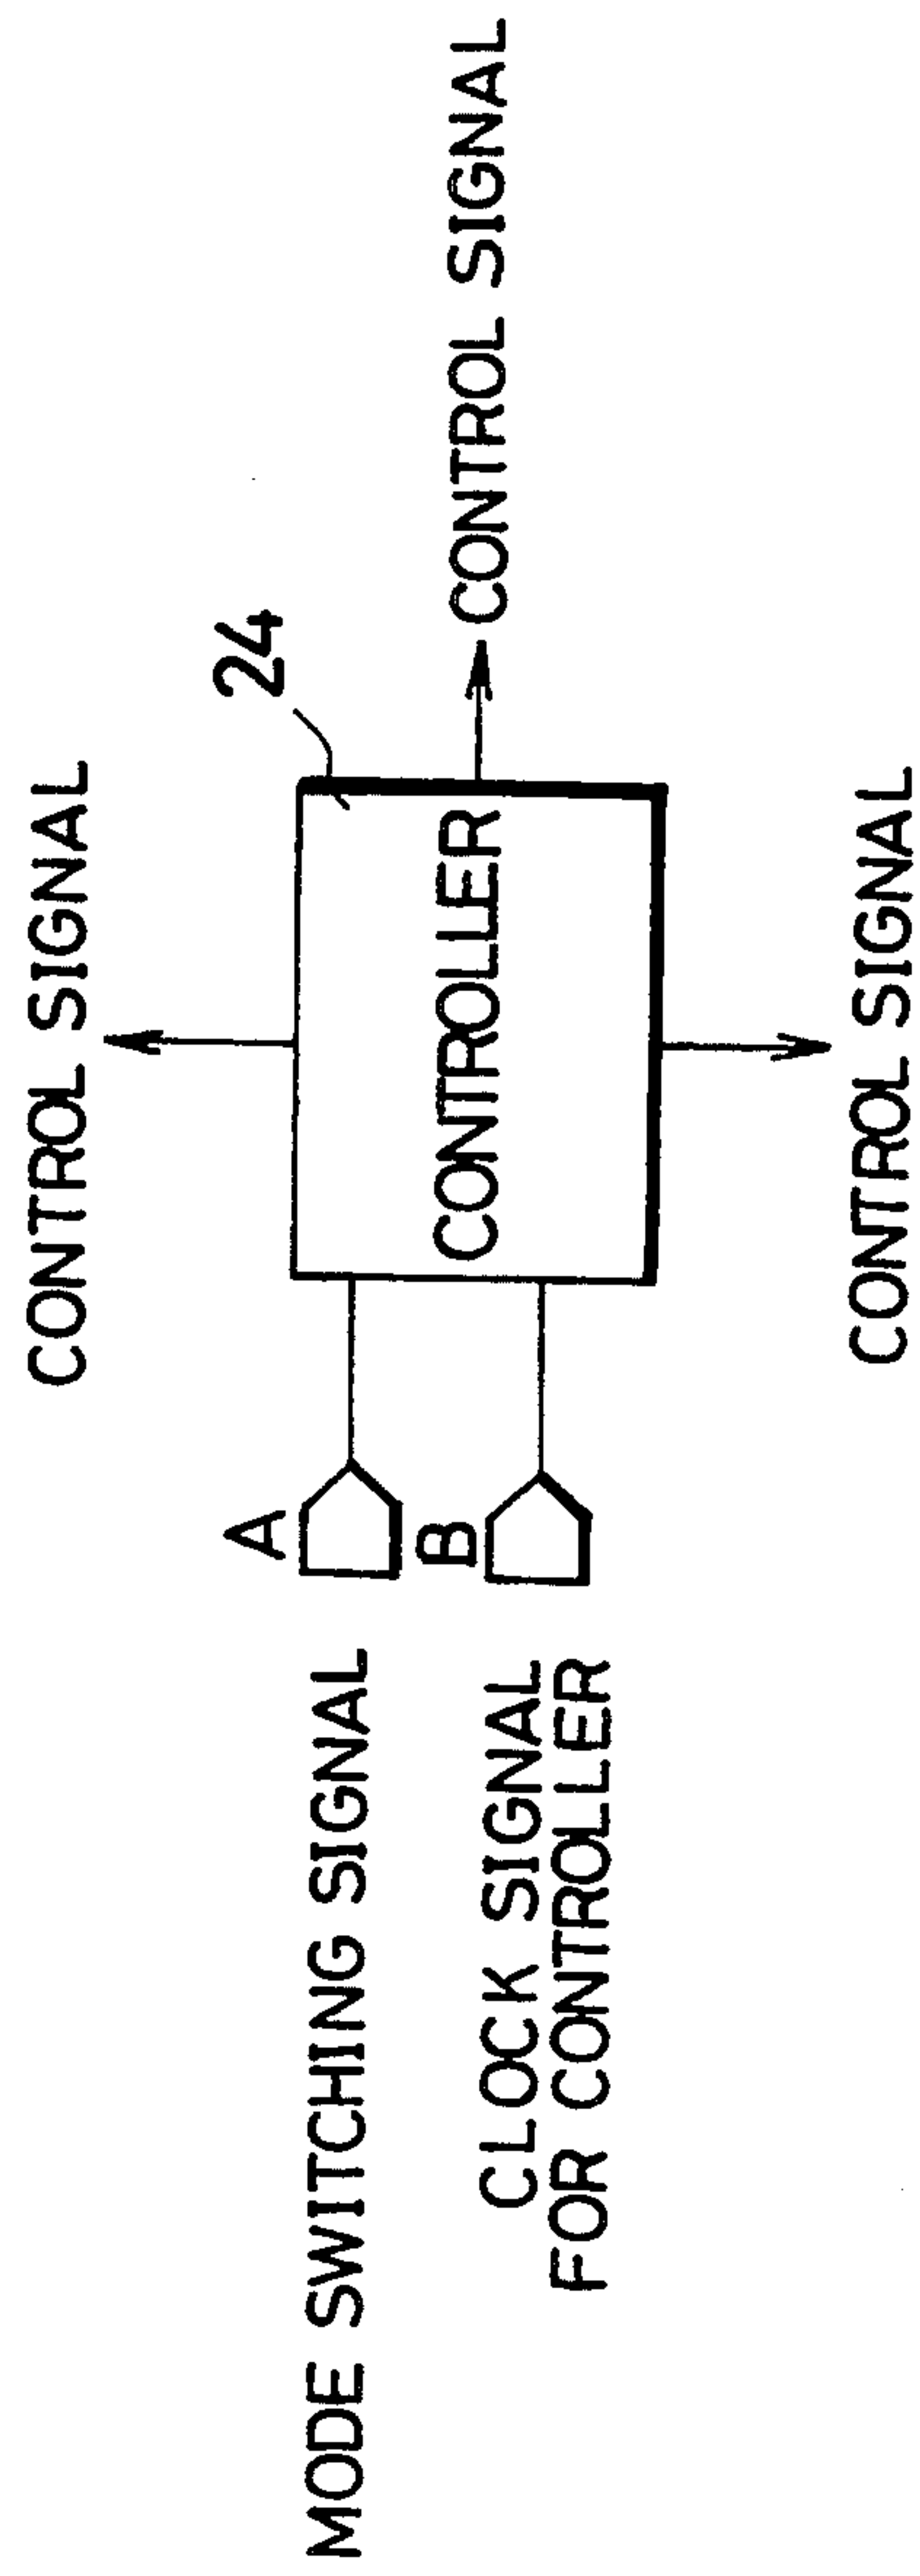 CONTROL SIGNAL
24
A
MODE SWITCHING SIGNAL
CONTROLLER
CONTROL SIGNAL
B
CLOCK SIGNAL
FOR CONTROLLER
CONTROL SIGNAL